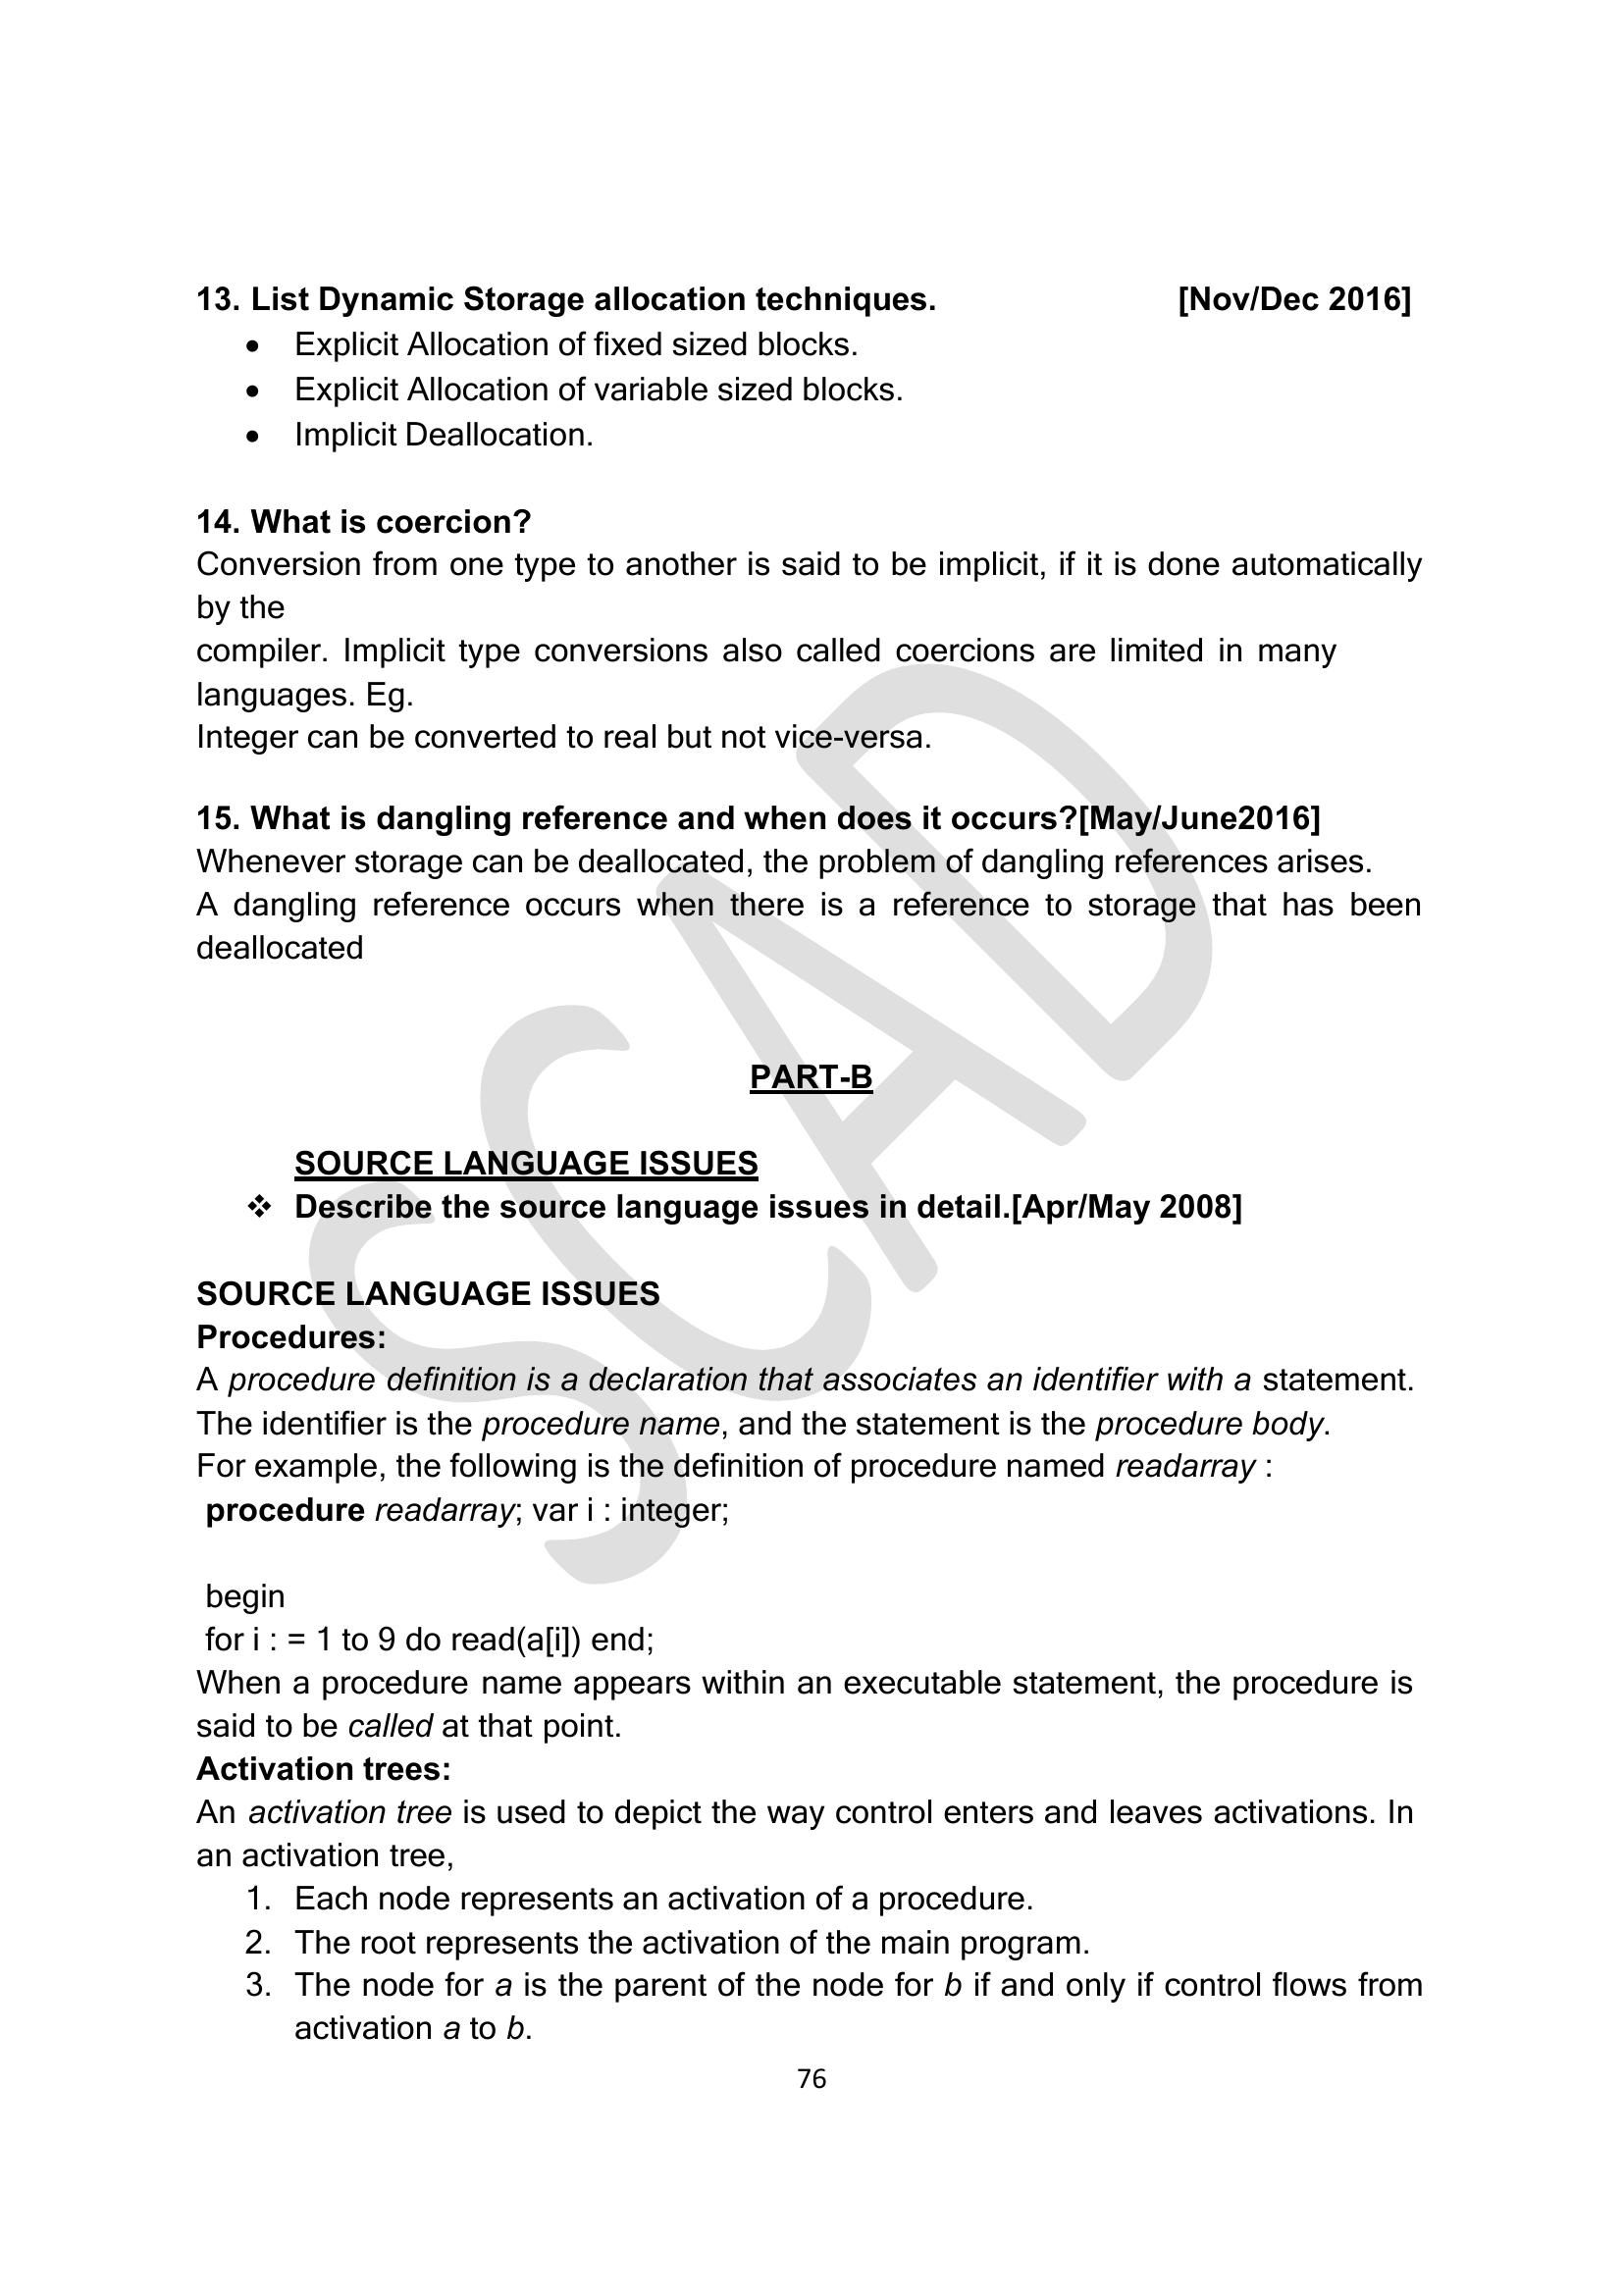 13. List Dynamic Storage allocation techniques. [Nov/Dec 2016]
• Explicit Allocation of fixed sized blocks.
• Explicit Allocation of variable sized blocks.
• Implicit Deallocation.
14. What is coercion?
Conversion from one type to another is said to be implicit, if it is done automatically
by the
compiler. Implicit type conversions also called coercions are limited in many
languages. Eg.
Integer can be converted to real but not vice-versa.
15. What is dangling reference and when does it occurs?[May/June2016]
Whenever storage can be deallocated, the problem of dangling references arises.
A dangling reference occurs when there is a reference to storage that has been
deallocated
PART-B
SOURCE LANGUAGE ISSUES
❖ Describe the source language issues in detail.[Apr/May 2008]
SOURCE LANGUAGE ISSUES
Procedures:
A procedure definition is a declaration that associates an identifier with a statement.
The identifier is the procedure name, and the statement is the procedure body.
For example, the following is the definition of procedure named readarray :
procedure readarray; var i : integer;
begin
for i : = 1 to 9 do read(a[i]) end;
When a procedure name appears within an executable statement, the procedure is
said to be called at that point.
Activation trees:
An activation tree is used to depict the way control enters and leaves activations. In
an activation tree,
1. Each node represents an activation of a procedure.
2. The root represents the activation of the main program.
3. The node for a is the parent of the node for b if and only if control flows from
activation a to b.
76
SCAD